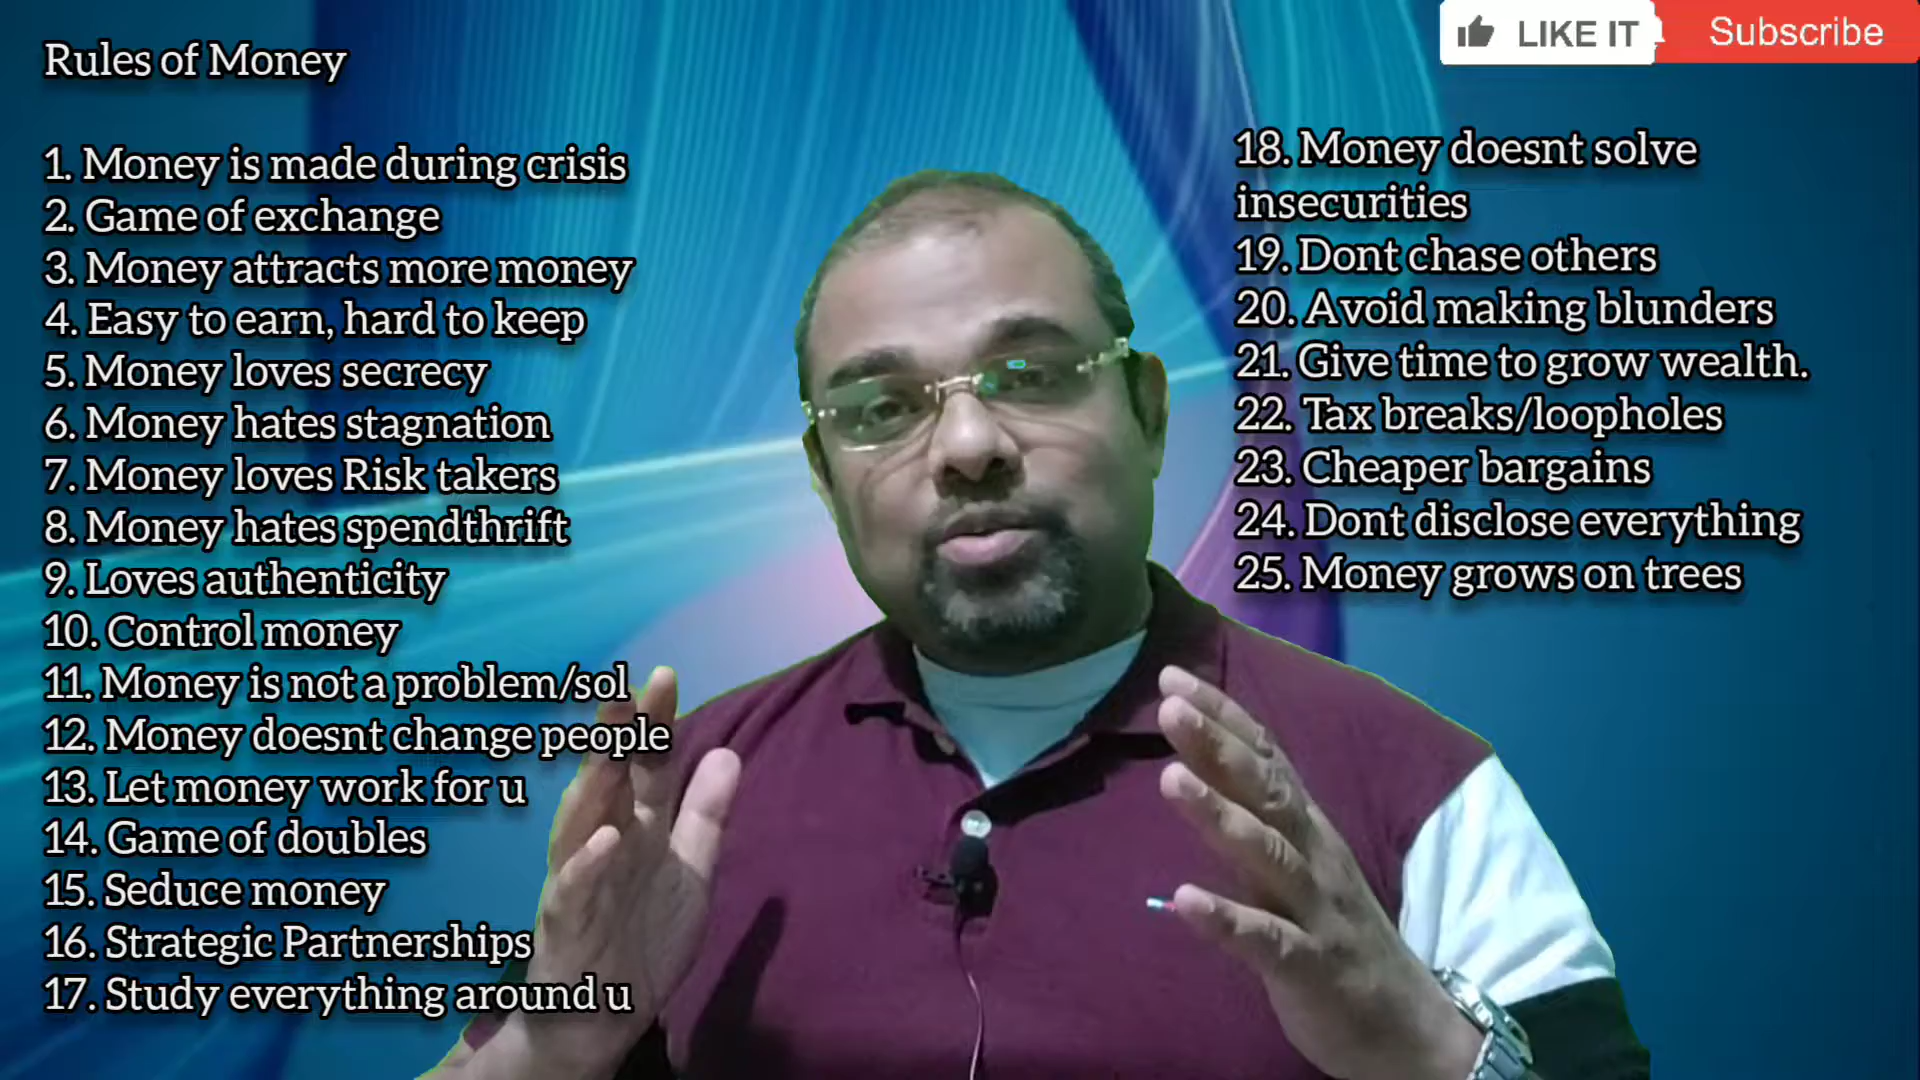 Rules of Money
1. Money is made during crisis
2. Game of exchange
3. Money attracts more money
4. Easy to earn, hard to keep
5. Money loves secrecy
6. Money hates stagnation
7. Money loves Risk takers
8. Money hates spendthrift
9. Loves authenticity
10. Control money
11. Money is not a problem/sol
12. Money doesnt change people
13. Let money work for u
14. Game of doubles
15. Seduce money
16. Strategic Partnerships
17. Study everything around u
LIKE IT
Subscribe
18. Money doesnt solve
insecurities
19. Dont chase others
20. Avoid making blunders
21. Give time to grow wealth.
22. Tax breaks/loopholes
23. Cheaper bargains
24. Dont disclose everything
25. Money grows on trees